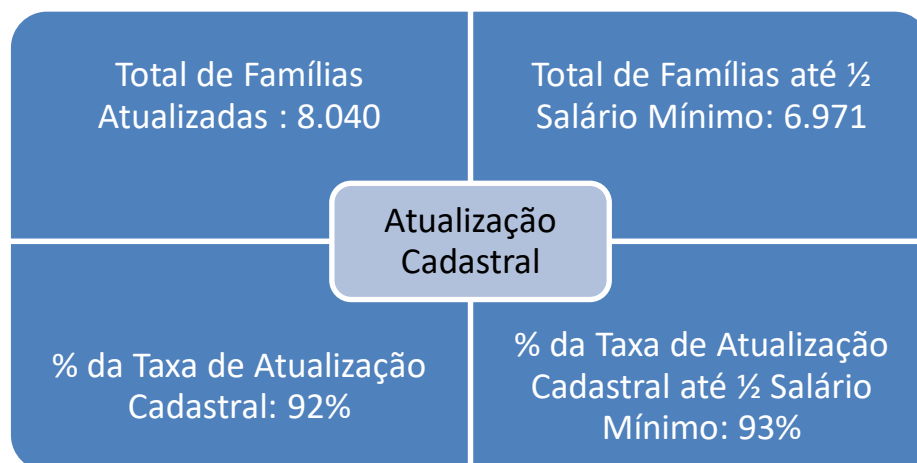 Total de Famílias
Atualizadas : 8.040
Total de Famílias até ½
Salário Mínimo: 6.971
Atualização
Cadastral
% da Taxa de Atualização
Cadastral: 92%
% da Taxa de Atualização
Cadastral até ½ Salário
Mínimo: 93%